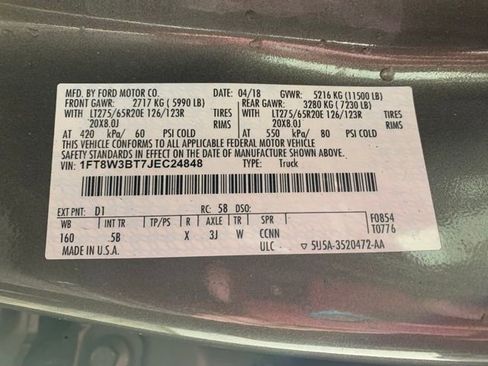 MFD. BY FORD MOTOR CO. 04/18 GVWR: 5216 KG (11500 LB)
FRONT GAWR: 2717 KG (5990 LB) REAR GAWR: 3280 KG (7230 LB)
WITH LT275/65R20E 126/123R TIRES WITH LT275/65R20E 126/123R TIRES
20X8.0J RIMS 20X8.0J RIMS
AT 420 kPa/ 60 PSI COLD AT 550 kPa/ 80 PSI COLD
THIS VEHICLE CONFORMS TO ALL APPLICABLE FEDERAL MOTOR VEHICLE
SAFETY STANDARDS IN EFFECT ON THE DATE OF MANUFACTURE SHOWN ABOVE.
VIN: 1FT8W3BT7JEC24848 TYPE: Truck
EXT PNT: D1 RC: 58 DSO:
WB INT TR TP/PS R AXLE TR SPR F0854
160 .5B X 3J W CCNN T0776
MADE IN U.S.A. ULC 5U5A-3520472-AA